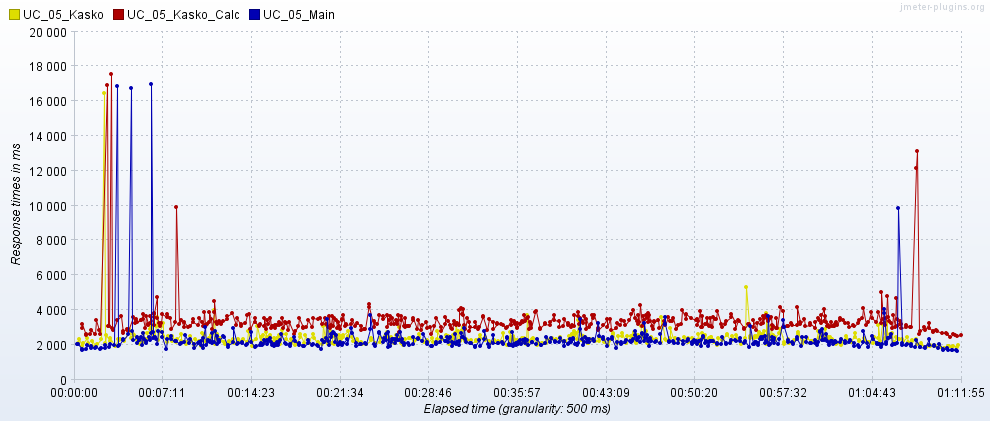 UC_05_Kasko UC_05_Kasko_Calc UC_05_Main
jmeter-plugins.org
20 000
18 000
16 000
14 000
12 000
10 000
8 000
6 000
4 000
2 000
0
Response times in ms
00:00:00 00:07:11 00:14:23 00:21:34 00:28:46 00:35:57 00:43:09 00:50:20 00:57:32 01:04:43 01:11:55
Elapsed time (granularity: 500 ms)